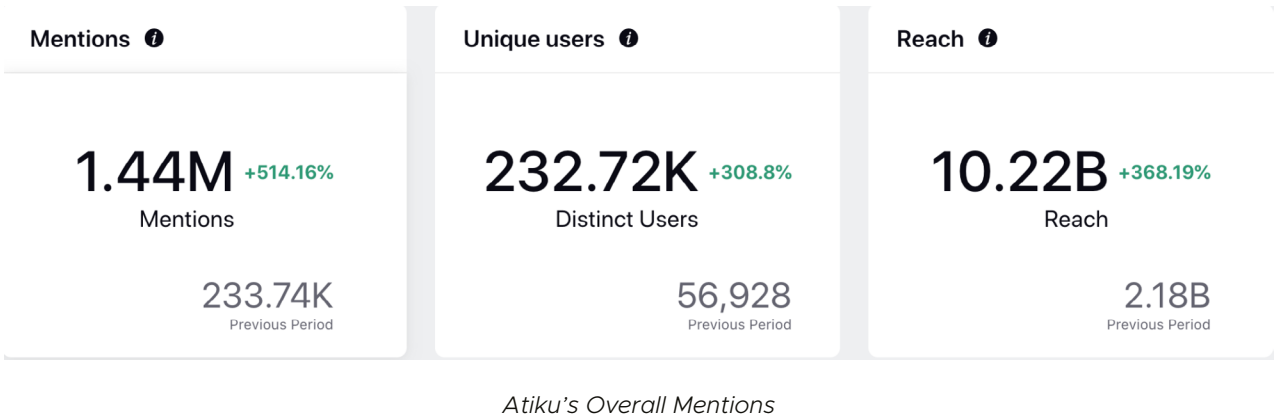 Mentions
1.44M +514.16%
Mentions
233.74K
Previous Period
Unique users
232.72K +308.8%
Distinct Users
56,928
Previous Period
Reach
10.22B +368.19%
Reach
2.18B
Previous Period
Atiku's Overall Mentions